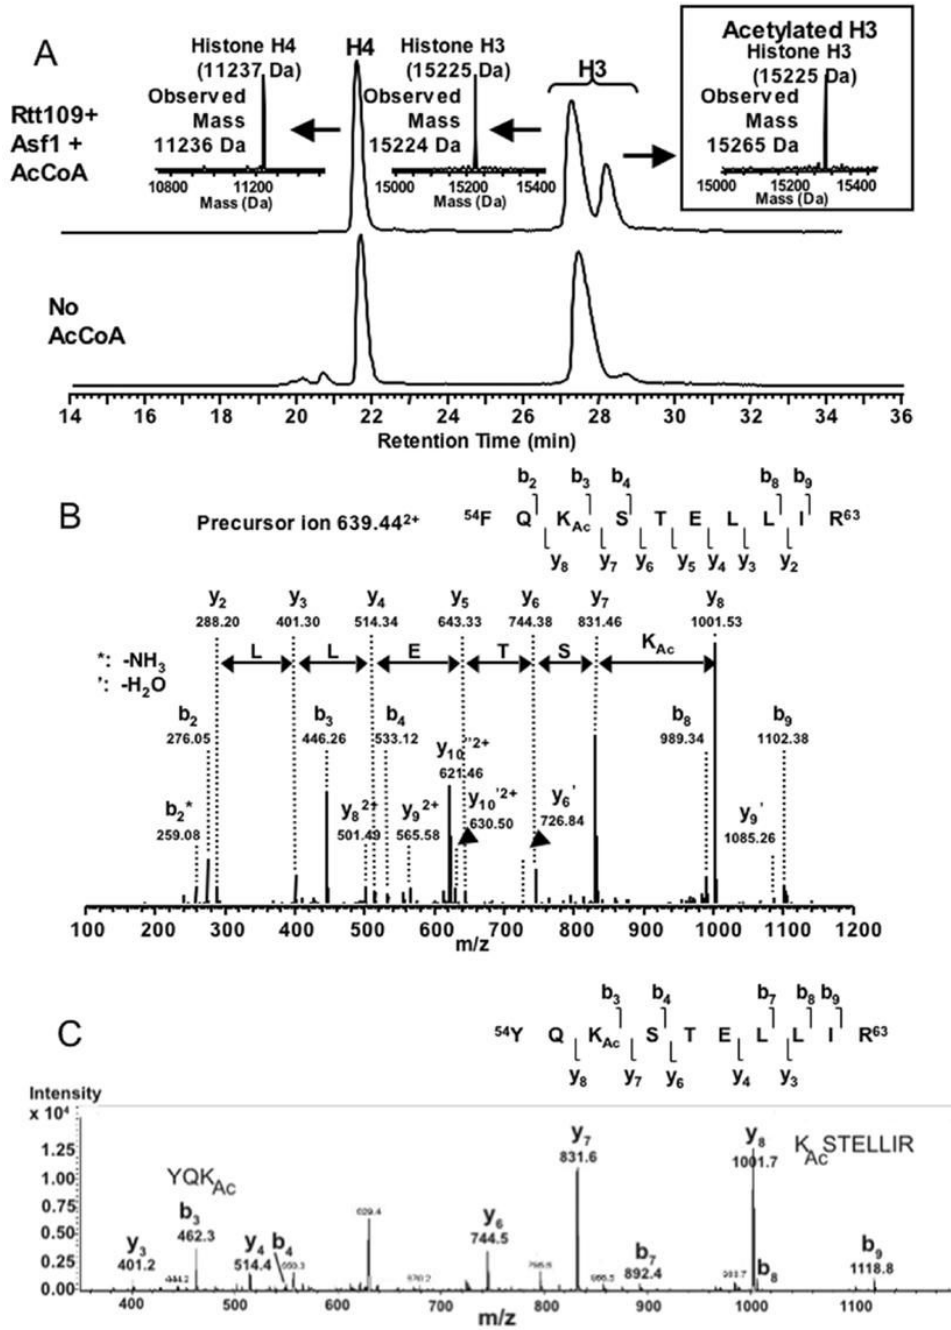 A
Rtt109+
Asf1 +
AcCoA
Histone H4
(11237 Da)
Observed
Mass
11236 Da
10800 11200
Mass (Da)
H4
Histone H3
(15225 Da)
Observed
Mass
15224 Da
15000 15200 15400
Mass (Da)
H3
Acetylated H3
Histone H3
(15225 Da)
Observed
Mass
15265 Da
15000 15200 15400
Mass (Da)
No
AcCoA
14 16 18 20 22 24 26 28 30 32 34 36
Retention Time (min)
B
Precursor ion 639.44²⁺
b₂ b₃ b₄ b₈ b₉
⁵⁴F Q K_Ac S T E L L I R⁶³
y₈ y₇ y₆ y₅ y₄ y₃ y₂
y₂ y₃ y₄ y₅ y₆ y₇ y₈
288.20 401.30 514.34 643.33 744.38 831.46 1001.53
L L E T S K_Ac
*: -NH₃
': -H₂O
b₂ b₃ b₄ b₈ b₉
276.05 446.26 533.12 989.34 1102.38
y₁₀''²⁺
621.46
b₂*
259.08
y₈²⁺
501.49
y₉²⁺
565.58
y₁₀'²⁺
630.50
y₆'
726.84
y₉'
1085.26
100 200 300 400 500 600 700 800 900 1000 1100 1200
m/z
C
b₃ b₄ b₇ b₈ b₉
⁵⁴Y Q K_Ac S T E L L I R⁶³
y₈ y₇ y₆ y₄ y₃
Intensity
x 10⁴
1.25
1.00
0.75
0.50
0.25
0.00
YQK_Ac
K_Ac STELLIR
y₃
401.2
b₃
462.3
y₄
514.4
b₄
629.4
y₆
744.5
y₇
831.6
b₇
892.4
y₈
1001.7
b₈
b₉
1118.8
400 500 600 700 800 900 1000 1100
m/z